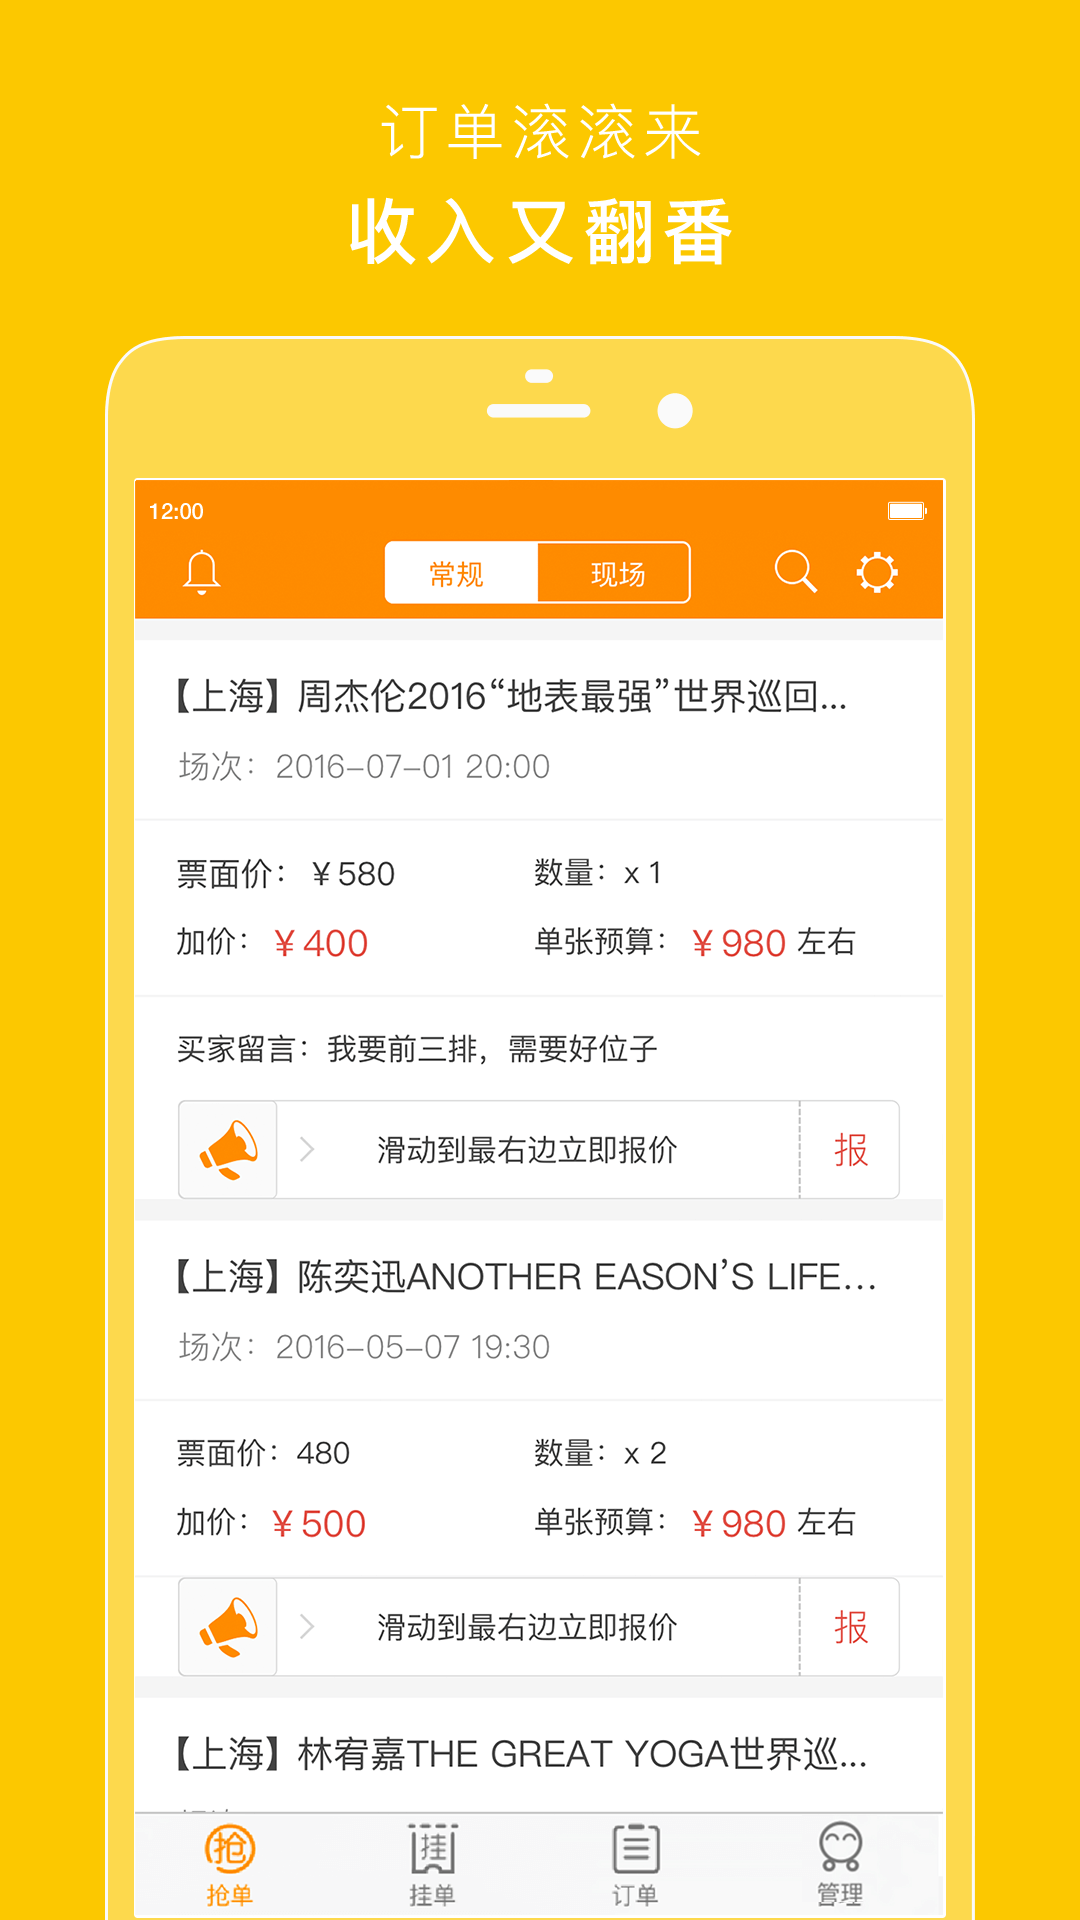 订单滚滚来
收入又翻番
12:00
常规 现场
【上海】周杰伦2016“地表最强”世界巡回...
场次：2016-07-01 20:00
票面价：￥580 数量：x 1
加价：￥400 单张预算：￥980 左右
买家留言：我要前三排，需要好位子
滑动到最右边立即报价 报
【上海】陈奕迅ANOTHER EASON’S LIFE...
场次：2016-05-07 19:30
票面价：480 数量：x 2
加价：￥500 单张预算：￥980 左右
滑动到最右边立即报价 报
【上海】林宥嘉THE GREAT YOGA世界巡...
抢 挂
抢单 挂单 订单 管理